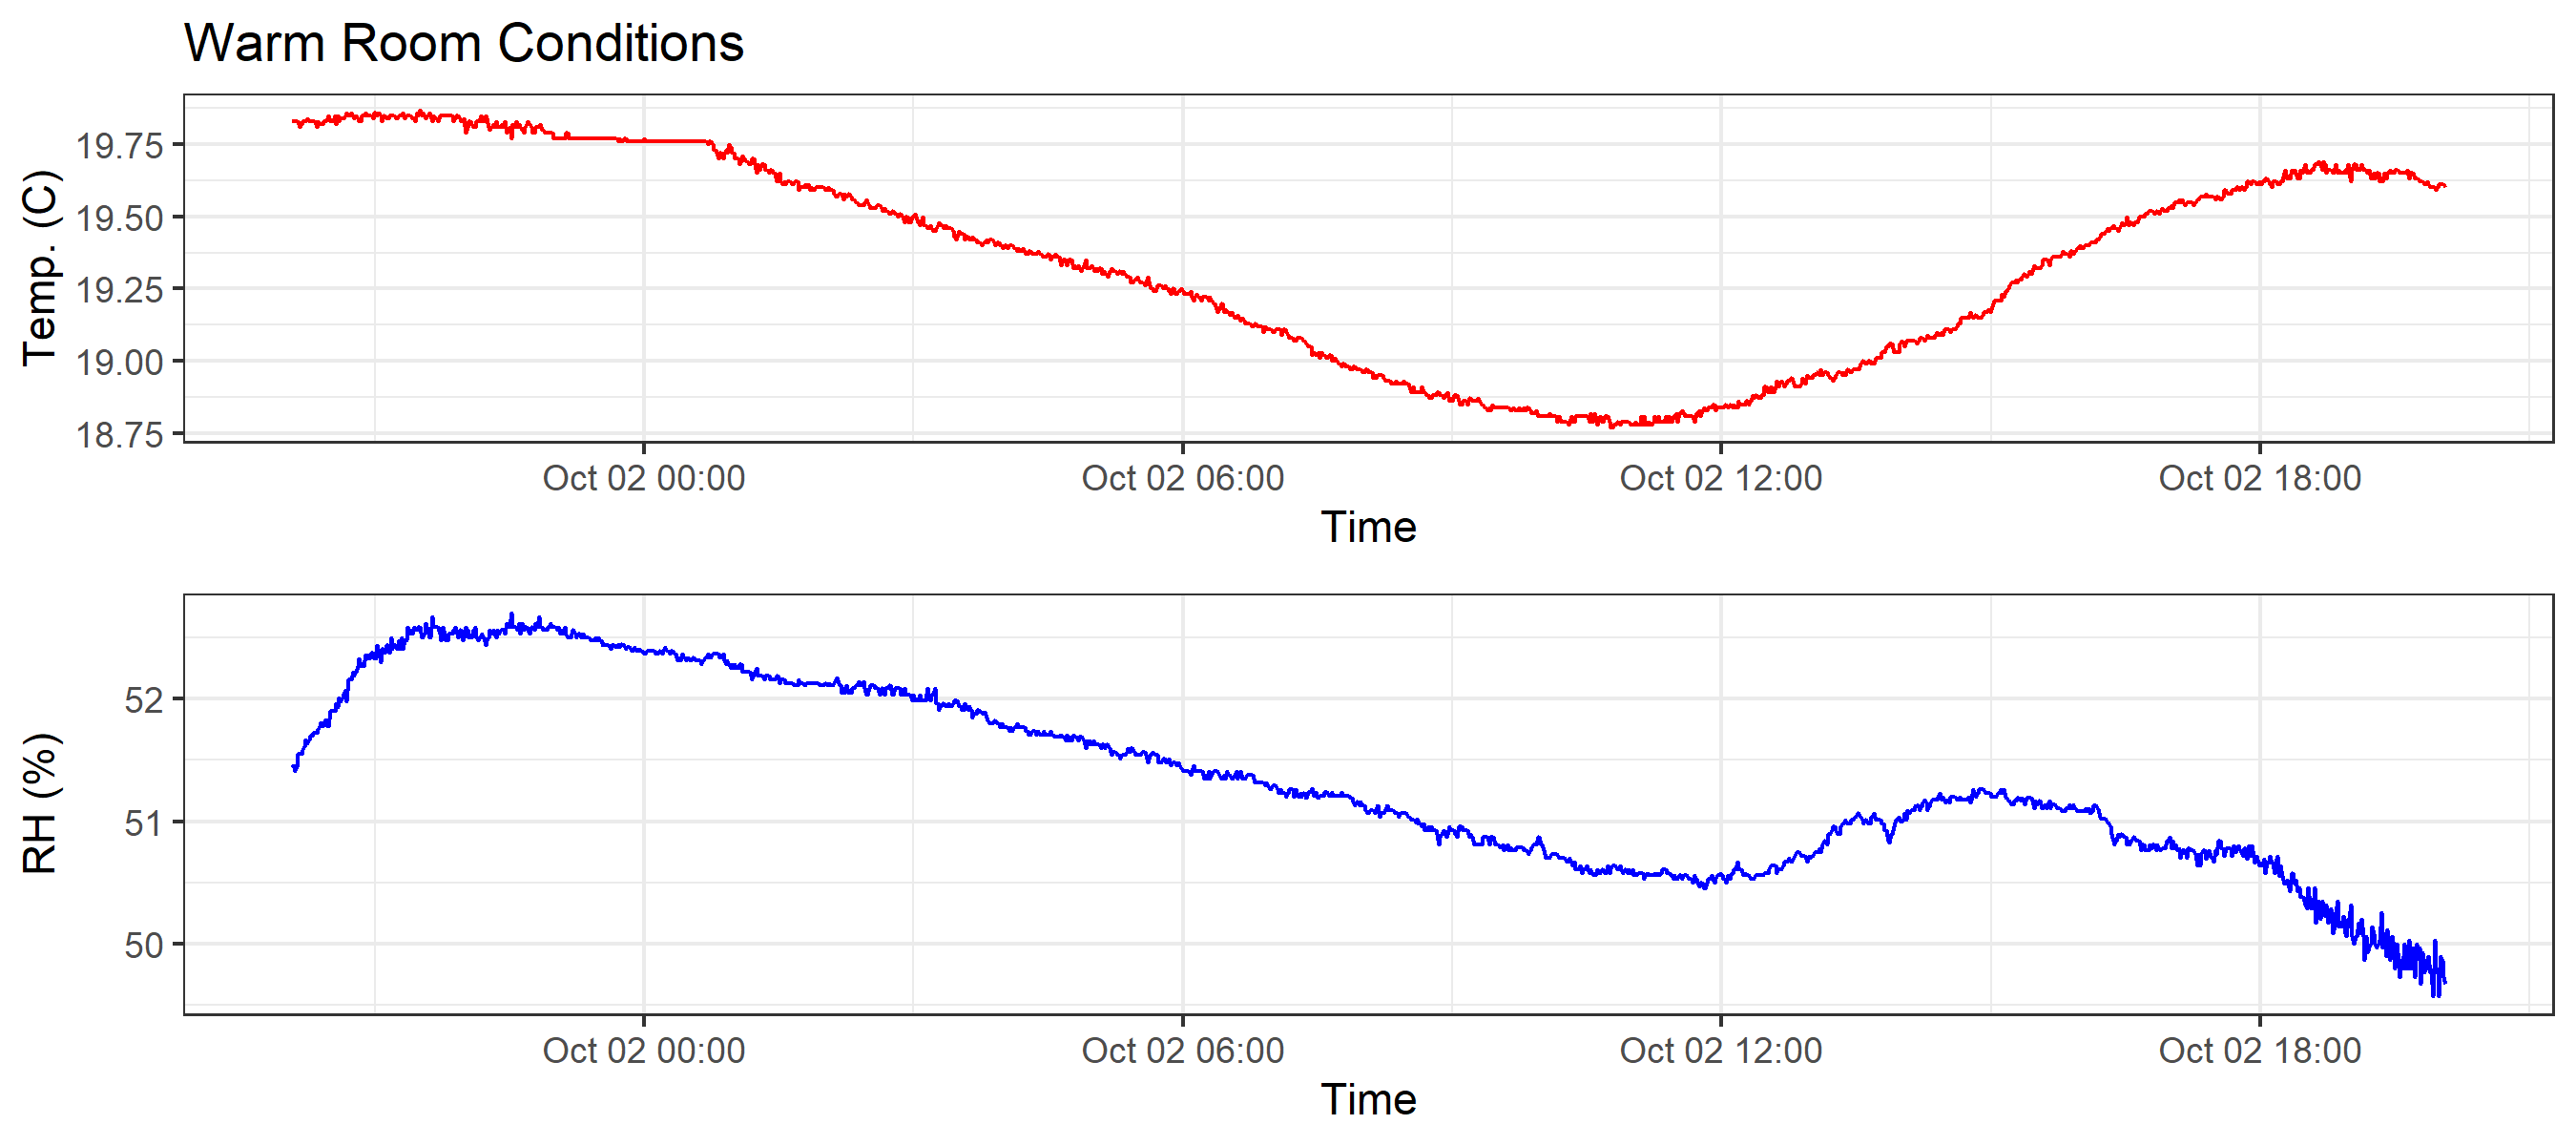 Warm Room Conditions
Temp. (C)
19.75
19.50
19.25
19.00
18.75
Oct 02 00:00 Oct 02 06:00 Oct 02 12:00 Oct 02 18:00
Time
RH (%)
52
51
50
Oct 02 00:00 Oct 02 06:00 Oct 02 12:00 Oct 02 18:00
Time